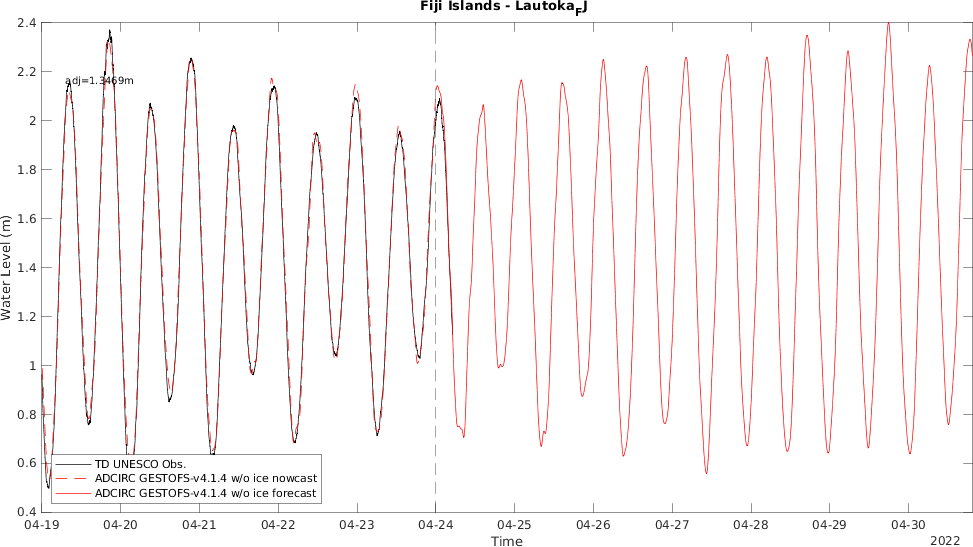 Fiji Islands - Lautoka_FJ
2.4
2.2
2
1.8
1.6
1.4
1.2
1
0.8
0.6
0.4
Water Level (m)
adj=1.3469m
TD UNESCO Obs.
ADCIRC GESTOFS-v4.1.4 w/o ice nowcast
ADCIRC GESTOFS-v4.1.4 w/o ice forecast
04-19 04-20 04-21 04-22 04-23 04-24 04-25 04-26 04-27 04-28 04-29 04-30
Time
2022